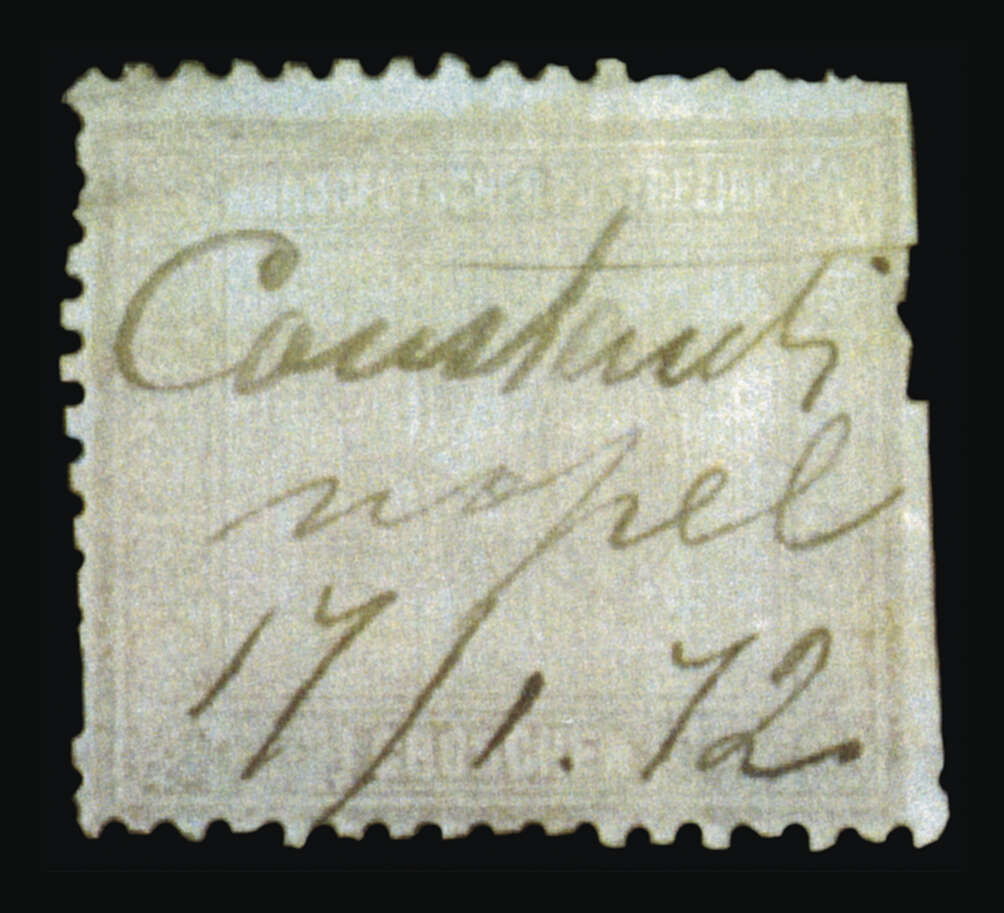 Constanti
nopel
17/1. 72.